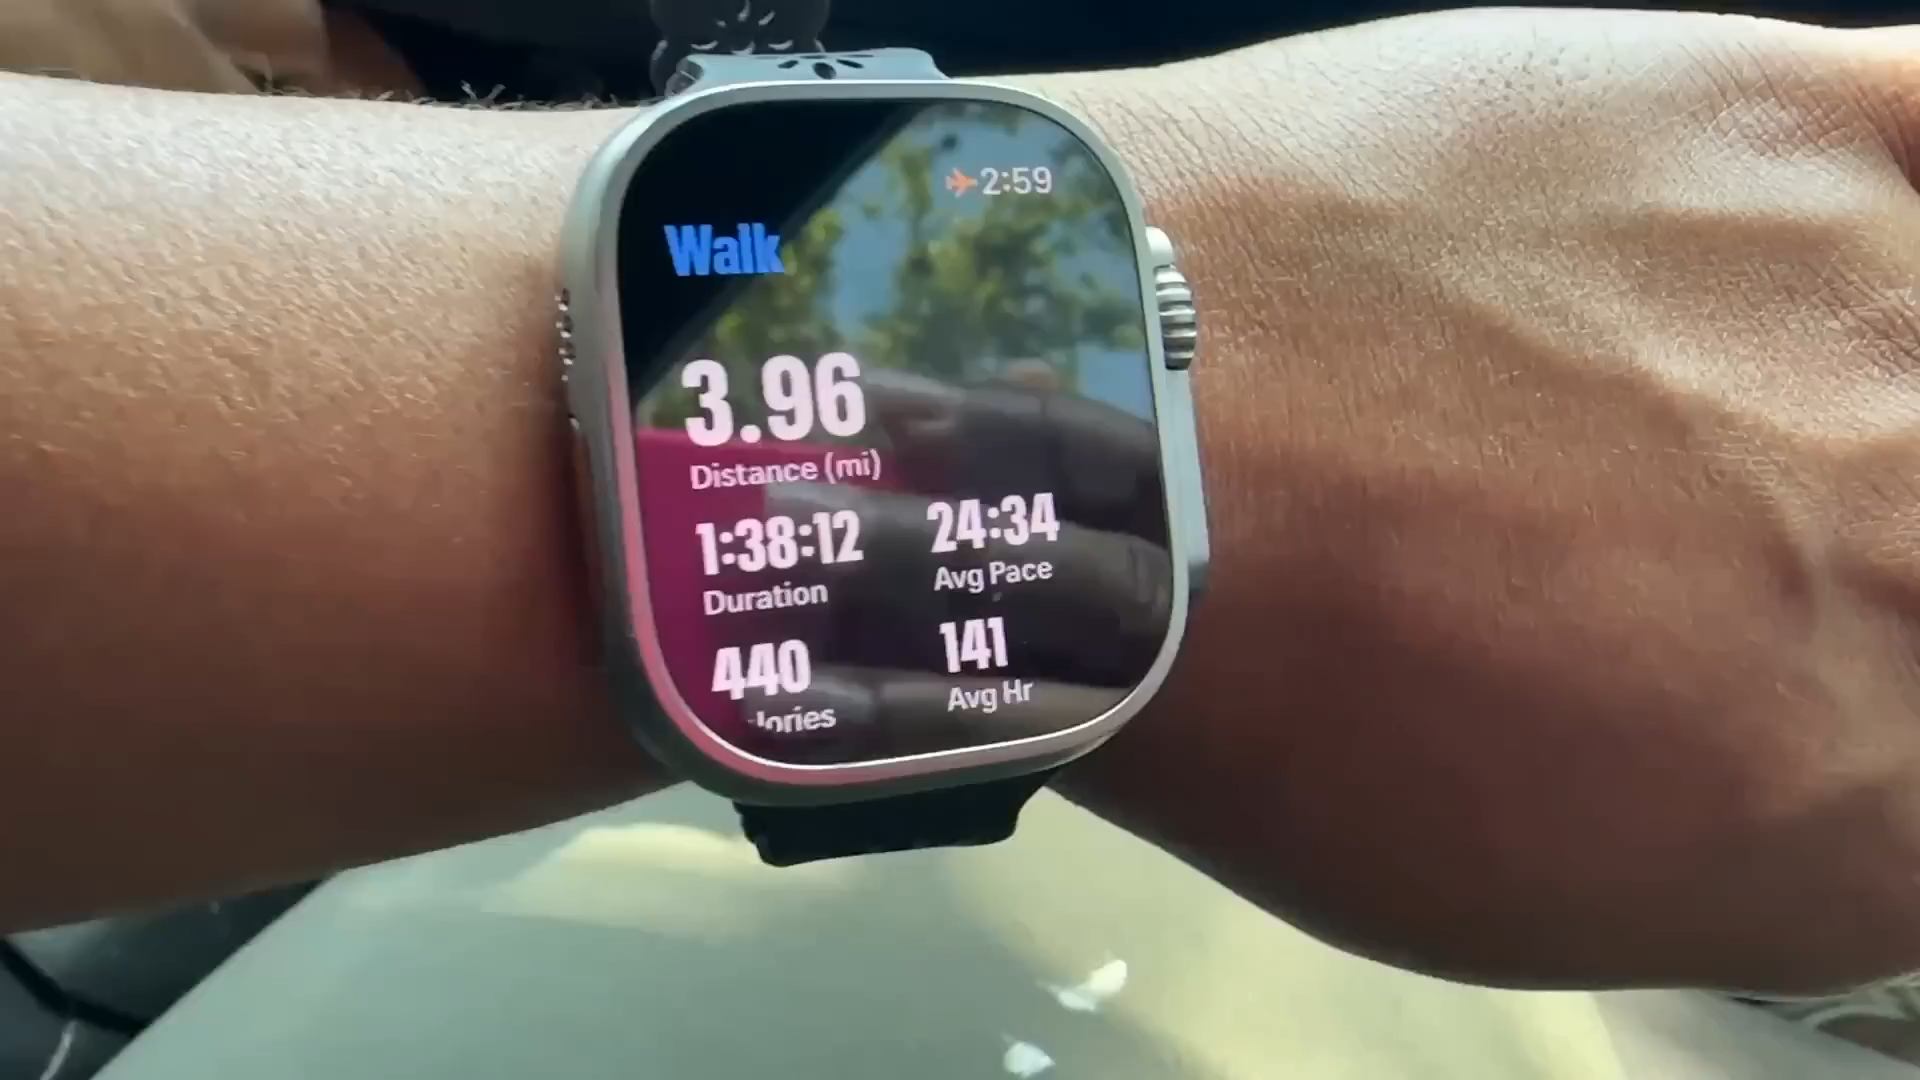 2:59
Walk
3.96
Distance (mi)
1:38:12 24:34
Duration Avg Pace
440 141
lories Avg Hr